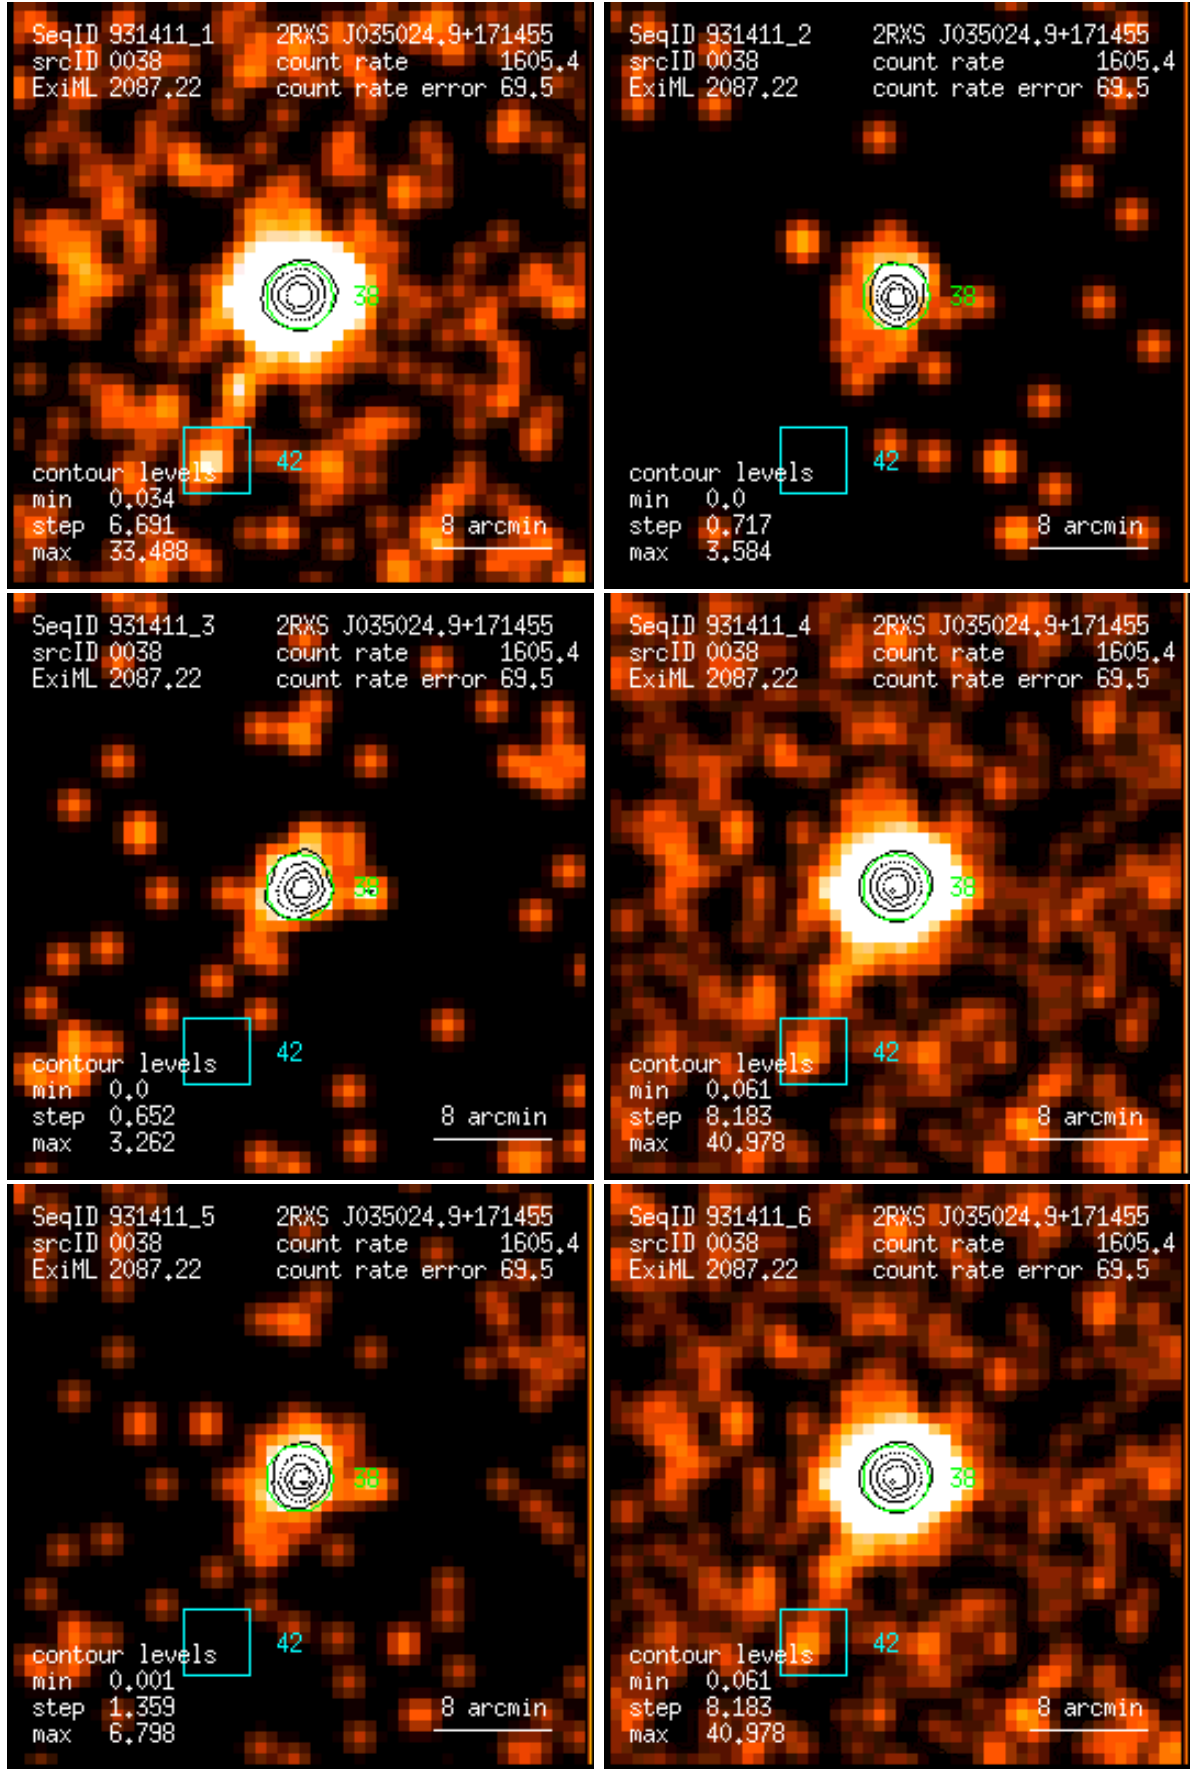 SeqID 931411_1 2RXS J035024.9+171455
srcID 0038 count rate 1605.4
ExiML 2087.22 count rate error 69.5
38
42
contour levels
min 0.034
step 6.691 8 arcmin
max 33.488
SeqID 931411_2 2RXS J035024.9+171455
srcID 0038 count rate 1605.4
ExiML 2087.22 count rate error 69.5
38
42
contour levels
min 0.0
step 0.717 8 arcmin
max 3.584
SeqID 931411_3 2RXS J035024.9+171455
srcID 0038 count rate 1605.4
ExiML 2087.22 count rate error 69.5
38
42
contour levels
min 0.0
step 0.652 8 arcmin
max 3.262
SeqID 931411_4 2RXS J035024.9+171455
srcID 0038 count rate 1605.4
ExiML 2087.22 count rate error 69.5
38
42
contour levels
min 0.061
step 8.183 8 arcmin
max 40.978
SeqID 931411_5 2RXS J035024.9+171455
srcID 0038 count rate 1605.4
ExiML 2087.22 count rate error 69.5
38
42
contour levels
min 0.001
step 1.359 8 arcmin
max 6.798
SeqID 931411_6 2RXS J035024.9+171455
srcID 0038 count rate 1605.4
ExiML 2087.22 count rate error 69.5
38
42
contour levels
min 0.061
step 8.183 8 arcmin
max 40.978